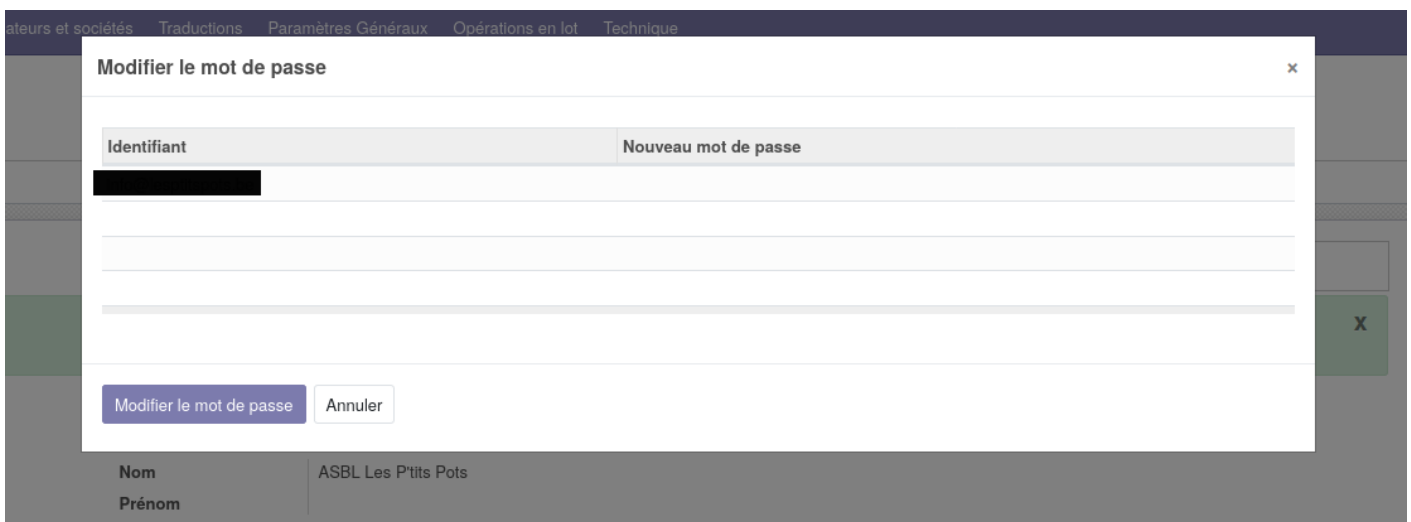 ateurs et sociétés Traductions Paramètres Généraux Opérations en lot Technique
Modifier le mot de passe ×
Identifiant Nouveau mot de passe
X
Modifier le mot de passe Annuler
Nom ASBL Les P'tits Pots
Prénom